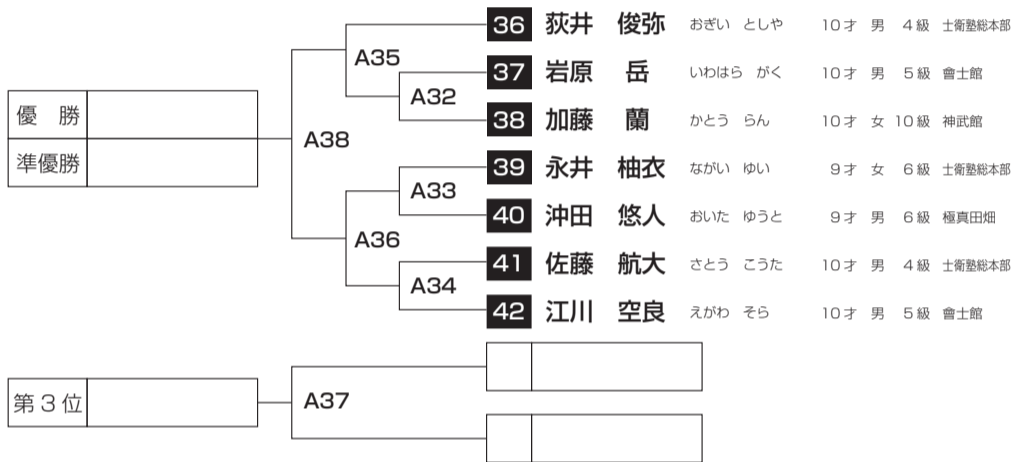 36 荻井 俊弥 おぎい としや 10才 男 4級 士衛塾総本部
A35
37 岩原 岳 いわはら がく 10才 男 5級 會士館
A32
優勝
38 加藤 蘭 かとう らん 10才 女 10級 神武館
A38
準優勝
39 永井 柚衣 ながい ゆい 9才 女 6級 士衛塾総本部
A33
40 沖田 悠人 おいた ゆうと 9才 男 6級 極真田畑
A36
41 佐藤 航大 さとう こうた 10才 男 4級 士衛塾総本部
A34
42 江川 空良 えがわ そら 10才 男 5級 會士館
第3位
A37